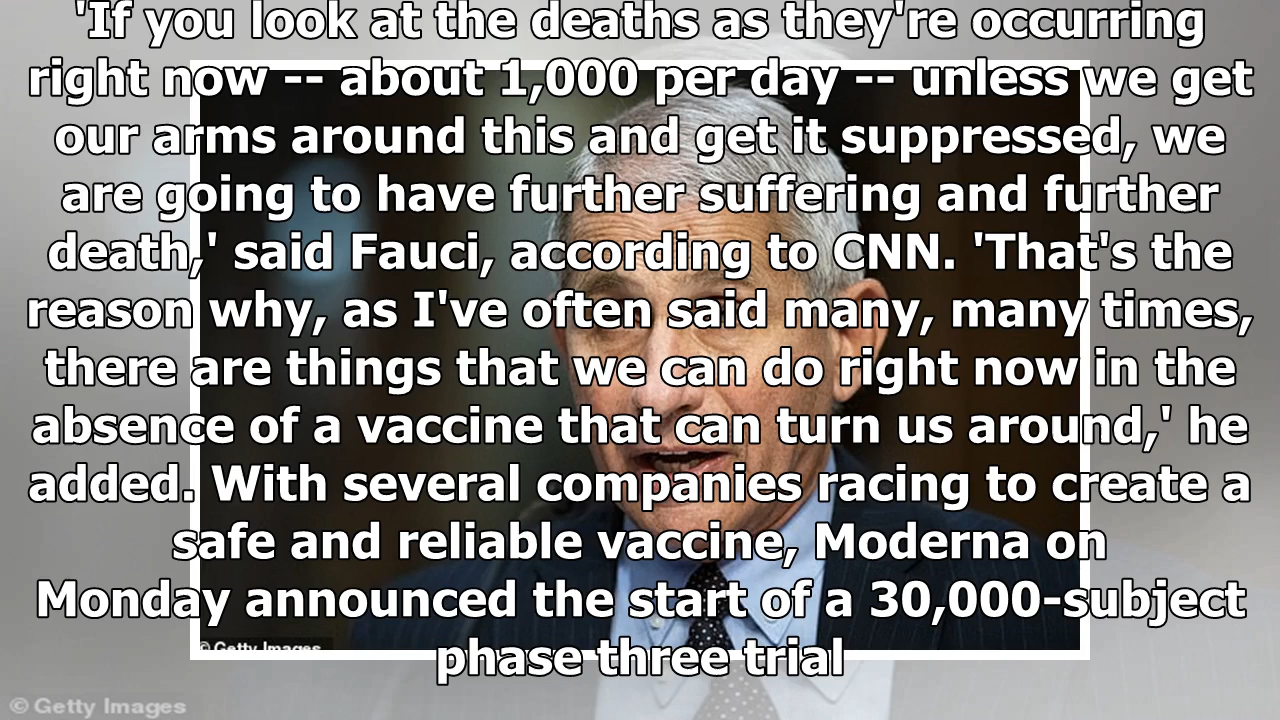 'If you look at the deaths as they're occurring
right now -- about 1,000 per day -- unless we get
our arms around this and get it suppressed, we
are going to have further suffering and further
death,' said Fauci, according to CNN. 'That's the
reason why, as I've often said many, many times,
there are things that we can do right now in the
absence of a vaccine that can turn us around,' he
added. With several companies racing to create a
safe and reliable vaccine, Moderna on
Monday announced the start of a 30,000-subject
phase three trial
© Getty Images
© Getty Images